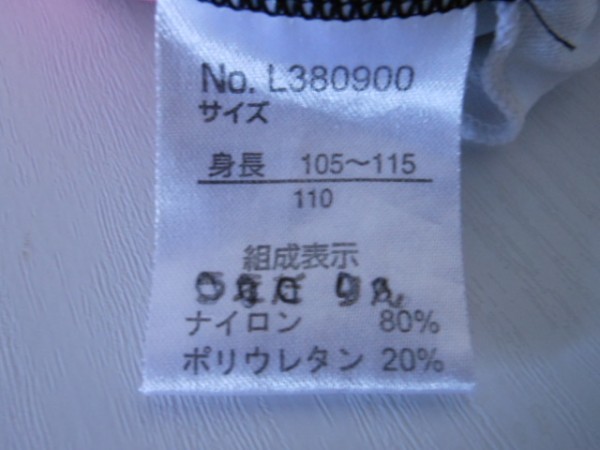 No. L380900
サイズ
身長 105～115
110
組成表示
ナイロン 80%
ポリウレタン 20%